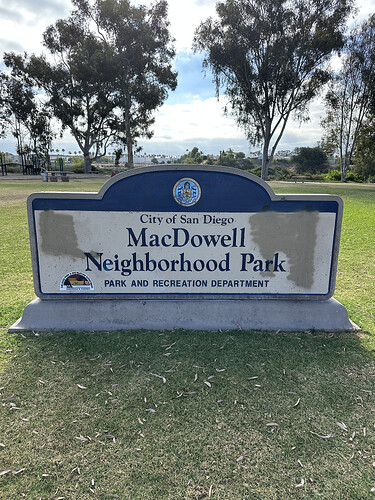 City of San Diego
MacDowell
Neighborhood Park
PARK AND RECREATION DEPARTMENT